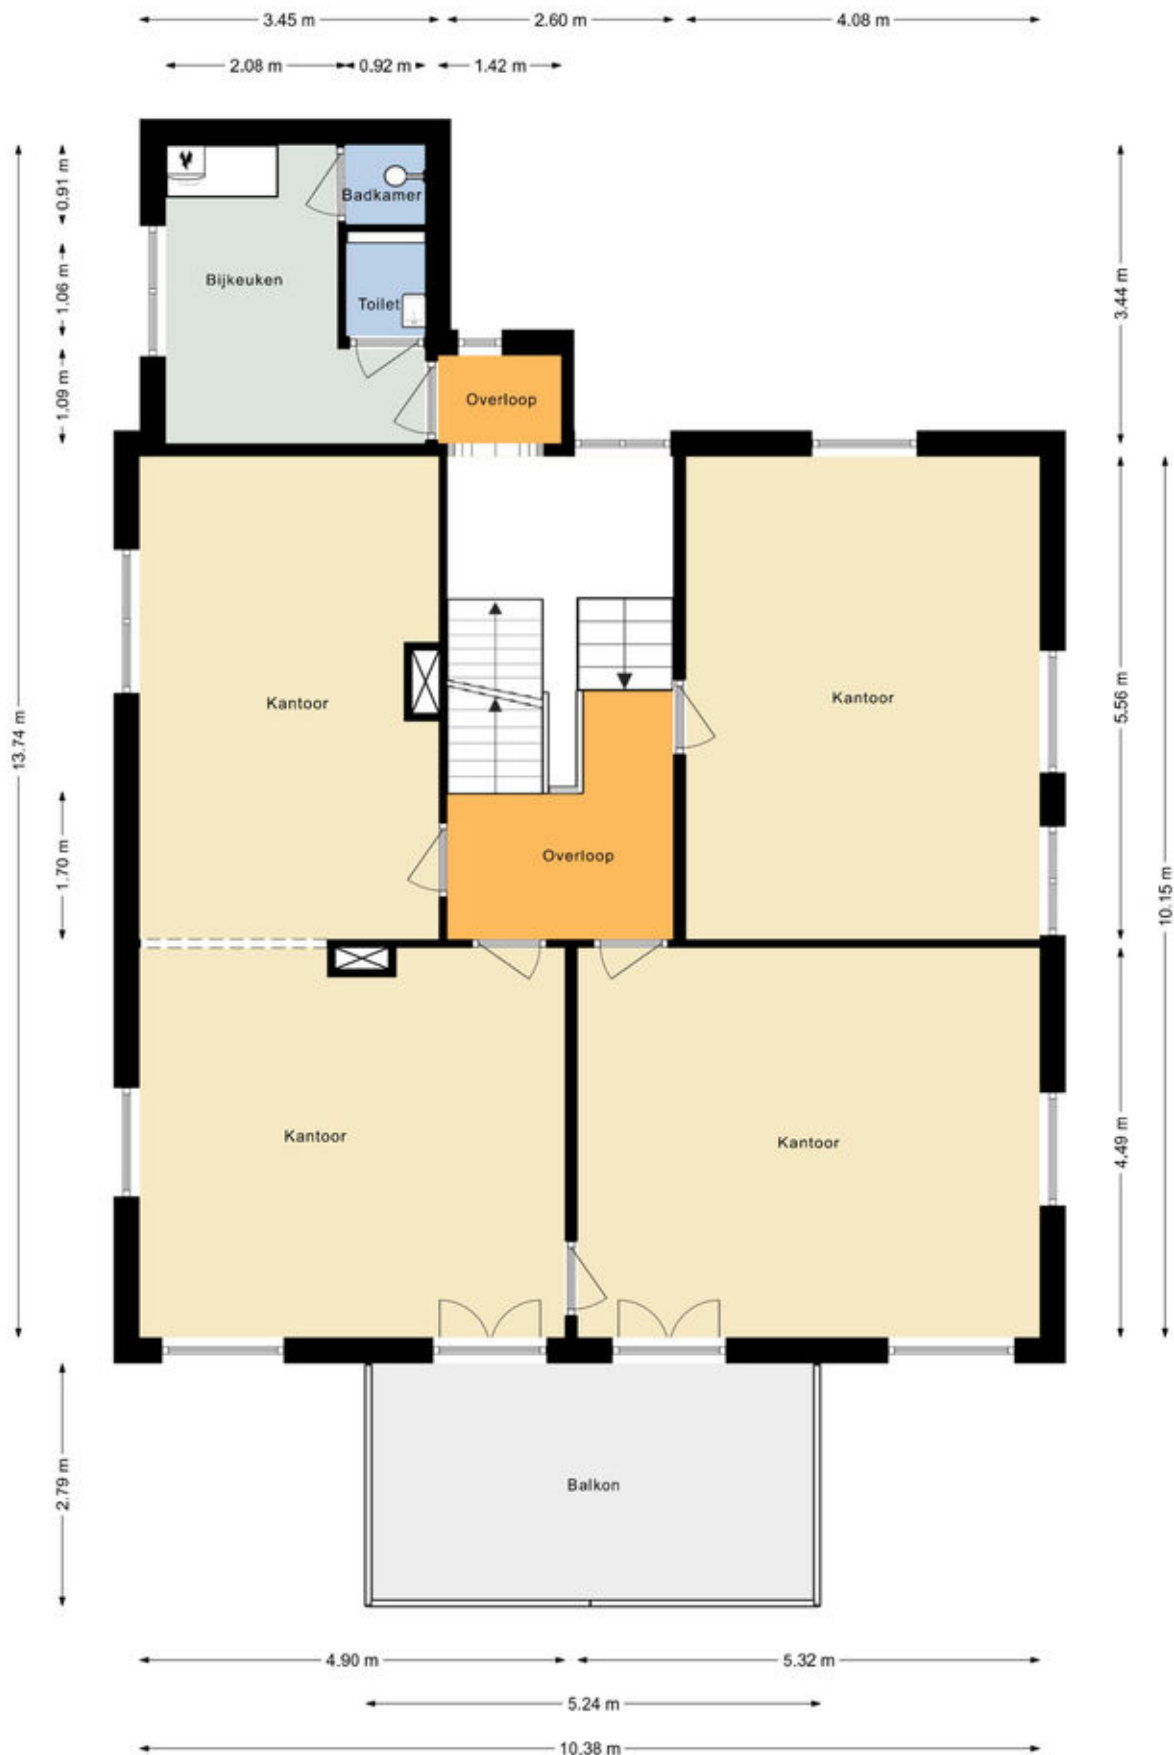 3.45 m 2.60 m 4.08 m
2.08 m 0.92 m 1.42 m
0.91 m
Badkamer
Bijkeuken
1.06 m
Toilet
3.44 m
1.09 m
Overloop
13.74 m
Kantoor
Kantoor
5.56 m
1.70 m
Overloop
10.15 m
Kantoor
Kantoor
4.49 m
2.79 m
Balkon
4.90 m 5.32 m
5.24 m
10.38 m